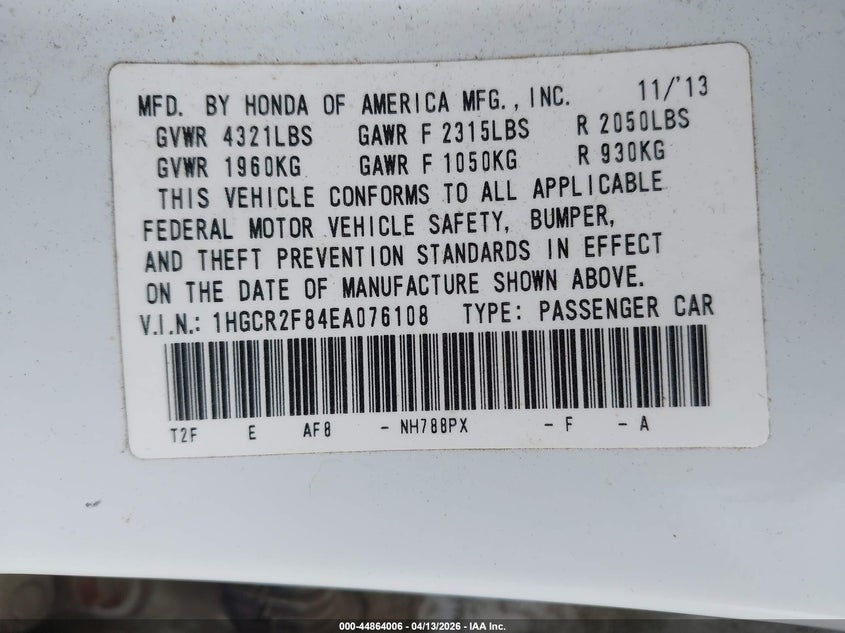 MFD. BY HONDA OF AMERICA MFG., INC. 11/'13
GVWR 4321LBS GAWR F 2315LBS R 2050LBS
GVWR 1960KG GAWR F 1050KG R 930KG
THIS VEHICLE CONFORMS TO ALL APPLICABLE
FEDERAL MOTOR VEHICLE SAFETY, BUMPER,
AND THEFT PREVENTION STANDARDS IN EFFECT
ON THE DATE OF MANUFACTURE SHOWN ABOVE.
V.I.N.: 1HGCR2F84EA076108 TYPE: PASSENGER CAR
T2F E AF8 - NH788PX - F - A
000-44864006 - 04/13/2026 - IAA Inc.